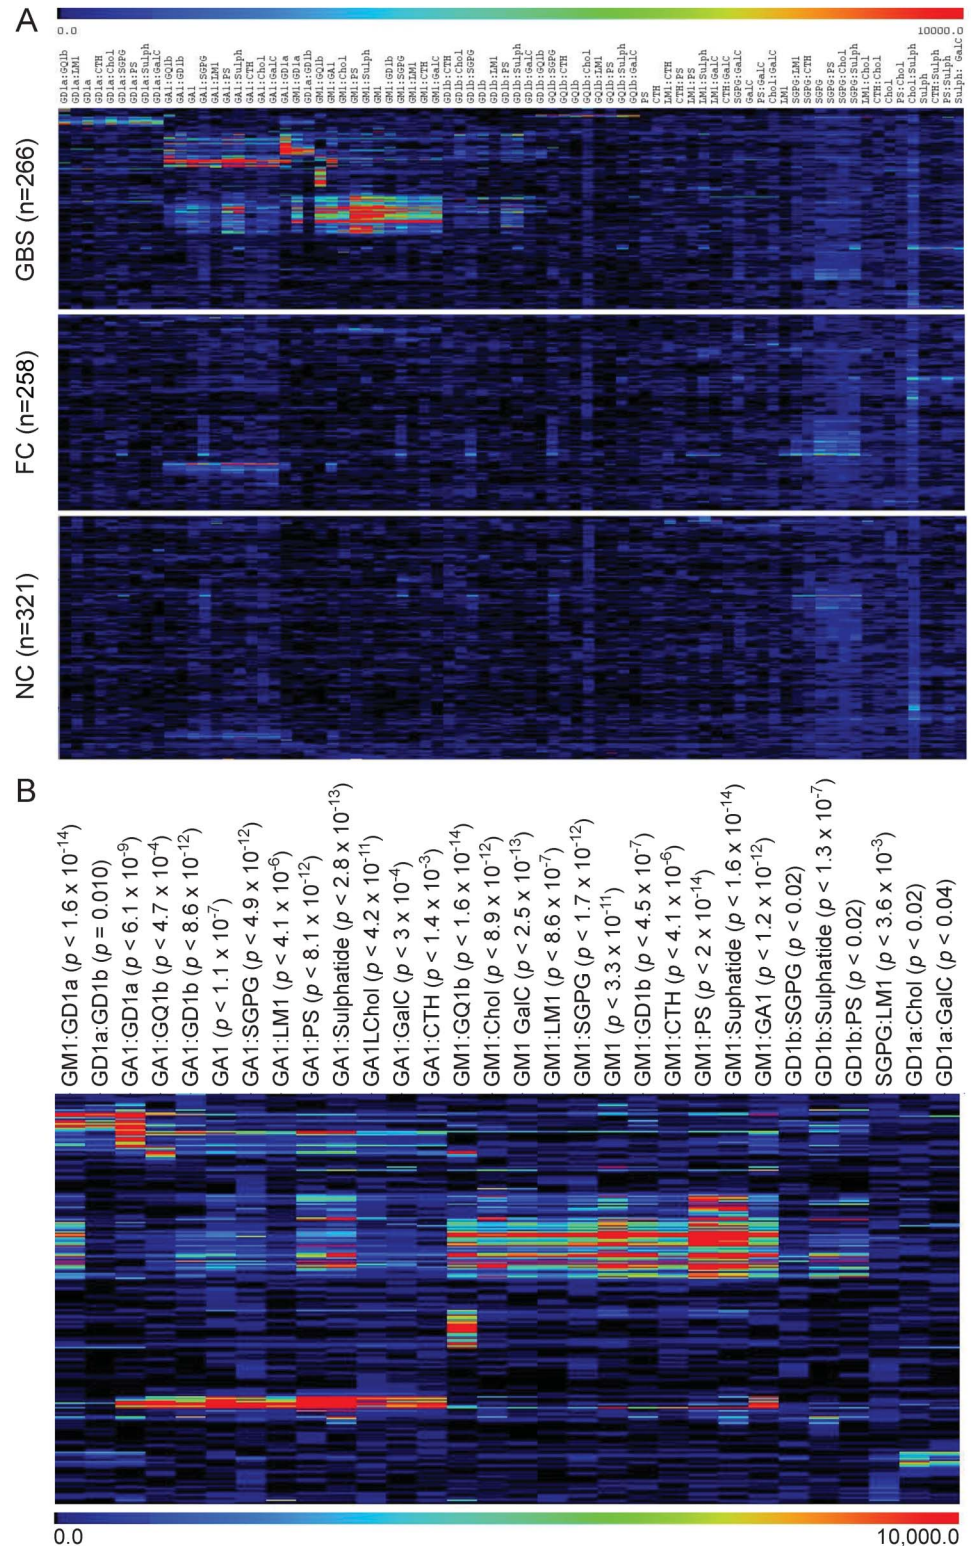 A
0.0
10000.0
GD1a:GQ1b
GD1a:LM1
GD1a
GD1a:CTH
GD1a:Chol
GD1a:SGPG
GD1a:PS
GD1a:Sulph
GD1a:GalC
GA1:GQ1b
GA1:GD1b
GA1
GA1:SGPG
GA1:LM1
GA1:PS
GA1:Sulph
GA1:CTH
GA1:Chol
GA1:GalC
GA1:GD1a
GM1:GD1a
GD1a:GD1b
GM1:GQ1b
GM1:GA1
GM1:Chol
GM1:PS
GM1:Sulph
GM1
GM1:GD1b
GM1:SGPG
GM1:LM1
GM1:CTH
GM1:GalC
GD1b:CTH
GD1b:Chol
GD1b:SGPG
GD1b
GD1b:LM1
GD1b:PS
GD1b:Sulph
GD1b:GalC
GD1b:GQ1b
GQ1b:SGPG
GQ1b:CTH
GQ1b
GQ1b:Chol
GQ1b:LM1
GQ1b:PS
GQ1b:Sulph
GQ1b:GalC
PS
CTH
LM1:CTH
CTH:PS
LM1:PS
LM1:Sulph
LM1:GalC
CTH:GalC
SGPG:GalC
GalC
PS:GalC
Chol:GalC
LM1
SGPG:LM1
SGPG:CTH
SGPG
SGPG:PS
SGPG:Chol
SGPG:Sulph
LM1:Chol
CTH:Chol
Chol
PS:Chol
Chol:Sulph
Sulph
CTH:Sulph
PS:Sulph
Sulph: GalC
GBS (n=266)
FC (n=258)
NC (n=321)
B
GM1:GD1a (p < 1.6 x 10-14)
GD1a:GD1b (p = 0.010)
GA1:GD1a (p < 6.1 x 10-9)
GA1:GQ1b (p < 4.7 x 10-4)
GA1:GD1b (p < 8.6 x 10-12)
GA1 (p < 1.1 x 10-7)
GA1:SGPG (p < 4.9 x 10-12)
GA1:LM1 (p < 4.1 x 10-6)
GA1:PS (p < 8.1 x 10-12)
GA1:Sulphatide (p < 2.8 x 10-13)
GA1LChol (p < 4.2 x 10-11)
GA1:GalC (p < 3 x 10-4)
GA1:CTH (p < 1.4 x 10-3)
GM1:GQ1b (p < 1.6 x 10-14)
GM1:Chol (p < 8.9 x 10-12)
GM1 GalC (p < 2.5 x 10-13)
GM1:LM1 (p < 8.6 x 10-7)
GM1:SGPG (p < 1.7 x 10-12)
GM1 (p < 3.3 x 10-11)
GM1:GD1b (p < 4.5 x 10-7)
GM1:CTH (p < 4.1 x 10-6)
GM1:PS (p < 2 x 10-14)
GM1:Suphatide (p < 1.6 x 10-14)
GM1:GA1 (p < 1.2 x 10-12)
GD1b:SGPG (p < 0.02)
GD1b:Sulphatide (p < 1.3 x 10-7)
GD1b:PS (p < 0.02)
SGPG:LM1 (p < 3.6 x 10-3)
GD1a:Chol (p < 0.02)
GD1a:GalC (p < 0.04)
0.0
10,000.0